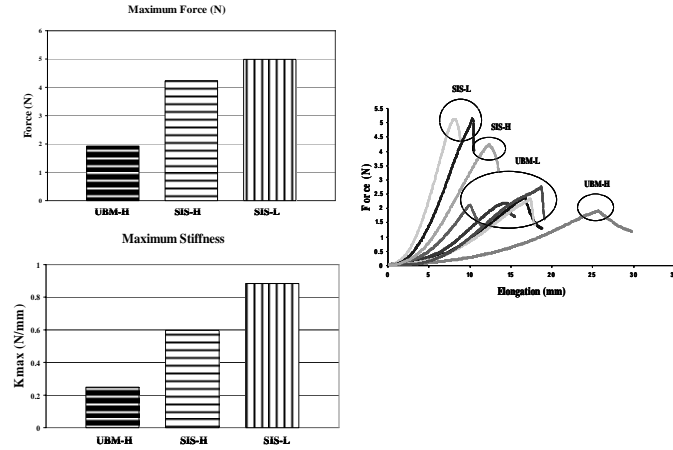 Maximum Force (N)
6
5
4
3
2
1
0
Force (N)
UBM-H
SIS-H
SIS-L
Maximum Stiffness
1
0.8
0.6
0.4
0.2
0
Kmax (N/mm)
UBM-H
SIS-H
SIS-L
SIS-L
SIS-H
UBM-L
UBM-H
5.5
5
4.5
4
3.5
3
2.5
2
1.5
1
0.5
0
Force (N)
0 5 10 15 20 25 30 35
Elongation (mm)